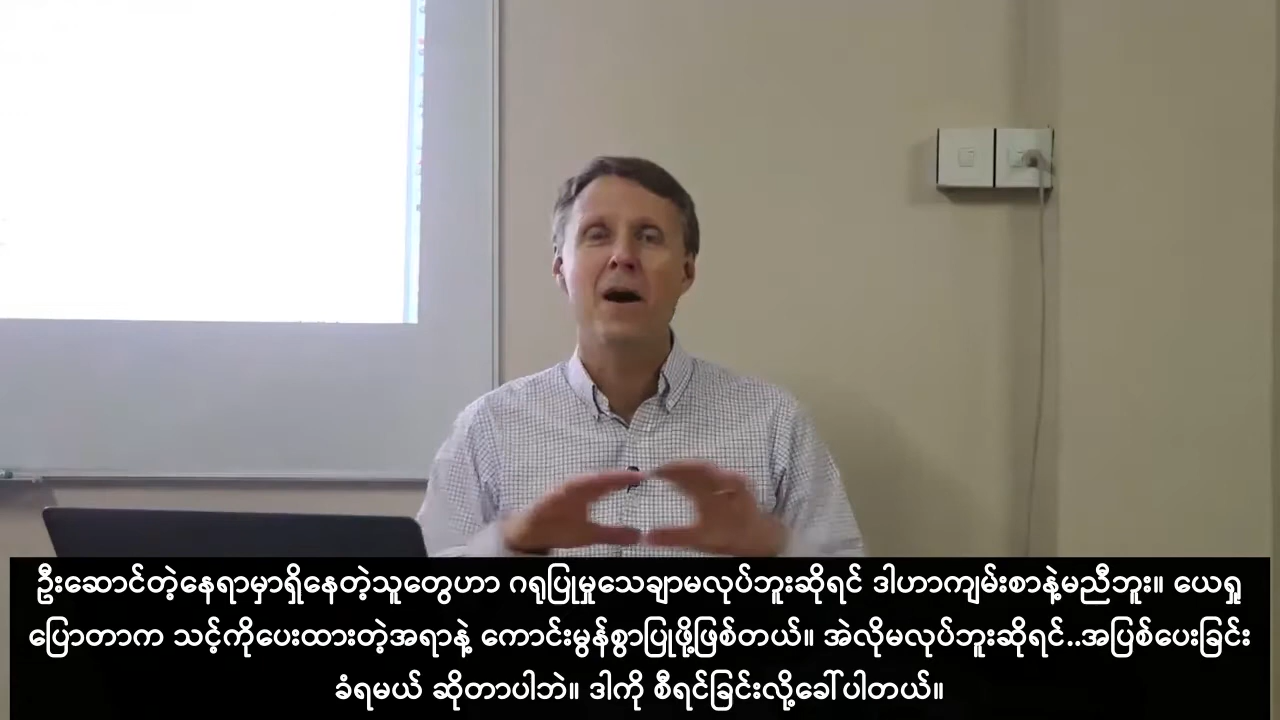 ဦးဆောင်တဲ့နေရာမှာရှိနေတဲ့သူတွေဟာ ဂရုပြုမှုသေချာမလုပ်ဘူးဆိုရင် ဒါဟာကျမ်းစာနဲ့မညီဘူး။ ယေရှု
ပြောတာက သင့်ကိုပေးထားတဲ့အရာနဲ့ ကောင်းမွန်စွာပြုဖို့ဖြစ်တယ်။ အဲလိုမလုပ်ဘူးဆိုရင်..အပြစ်ပေးခြင်း
ခံရမယ် ဆိုတာပါဘဲ။ ဒါကို စီရင်ခြင်းလို့ခေါ်ပါတယ်။